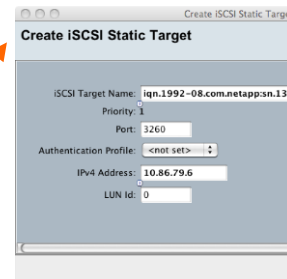 Create iSCSI Static Targe
Create iSCSI Static Target
iSCSI Target Name: iqn.1992-08.com.netapp:sn.13
Priority: 1
Port: 3260
Authentication Profile: <not set>
IPv4 Address: 10.86.79.6
LUN Id: 0